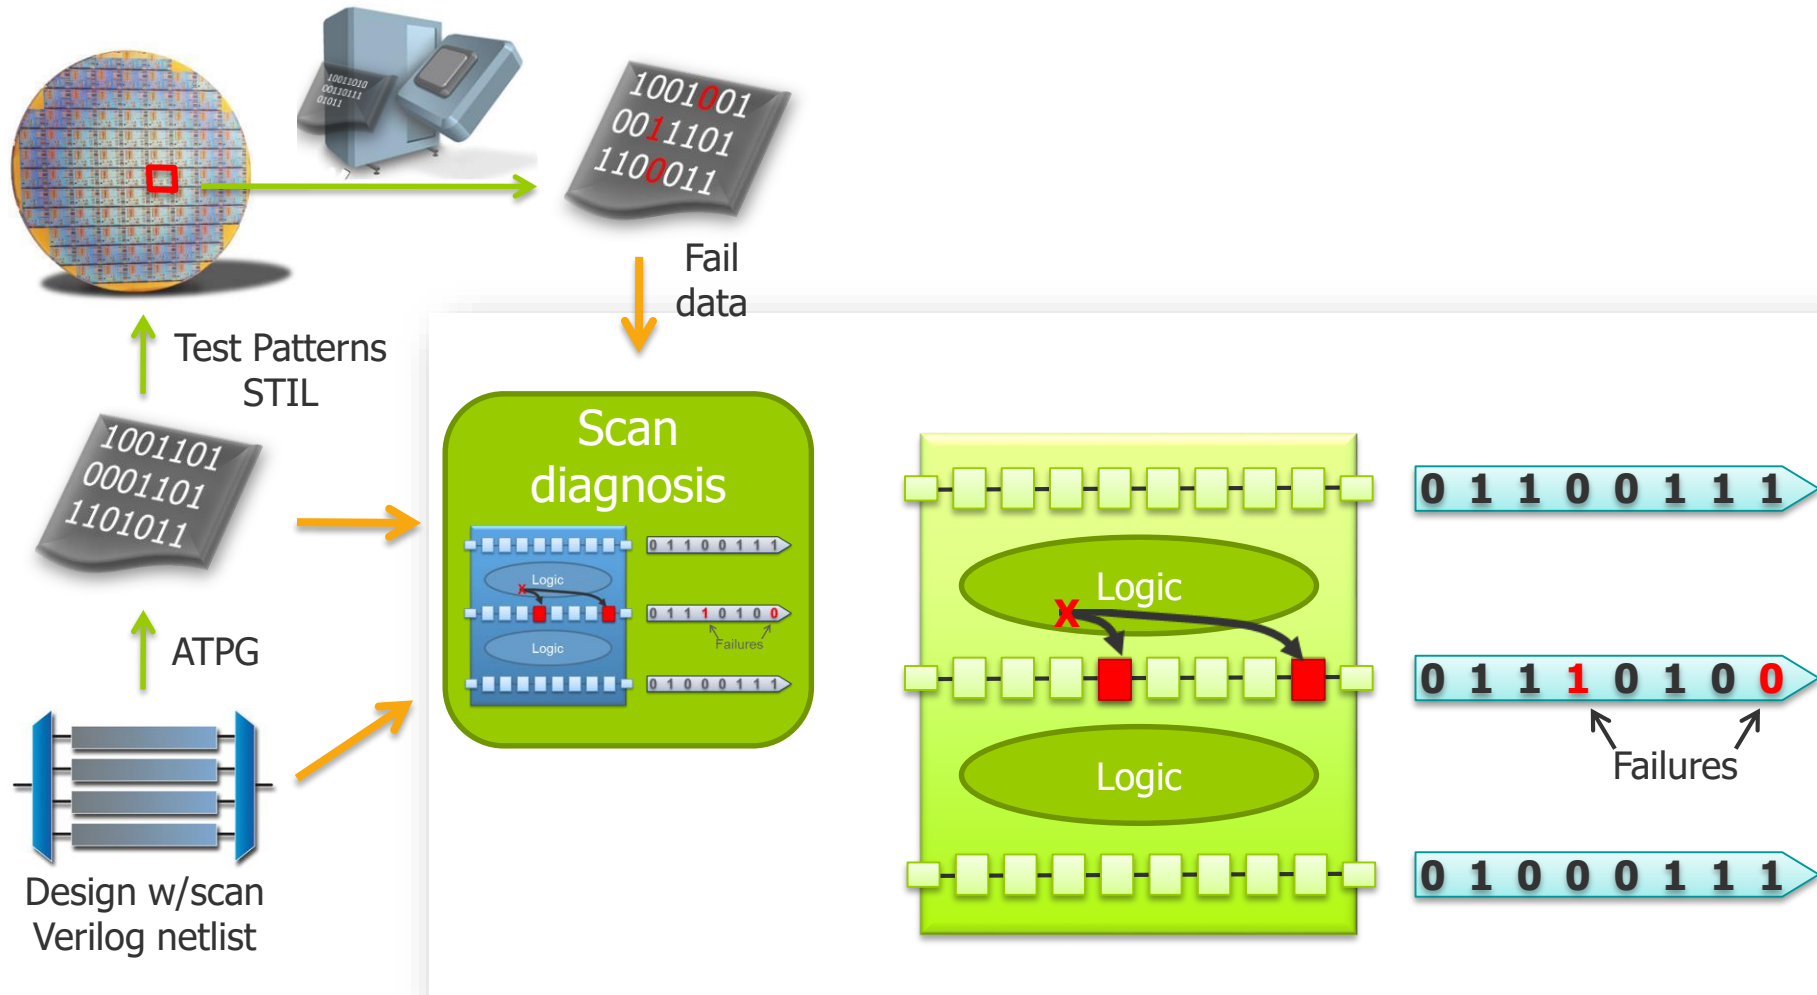 10011010
00110111
01011
1001001
0011101
1100011
Fail
data
Test Patterns
STIL
1001101
0001101
1101011
ATPG
Design w/scan
Verilog netlist
Scan
diagnosis
0 1 1 0 0 1 1 1
Logic
X
0 1 1 1 0 1 0 0
Failures
Logic
0 1 0 0 0 1 1 1
0 1 1 0 0 1 1 1
Logic
X
0 1 1 1 0 1 0 0
Failures
Logic
0 1 0 0 0 1 1 1